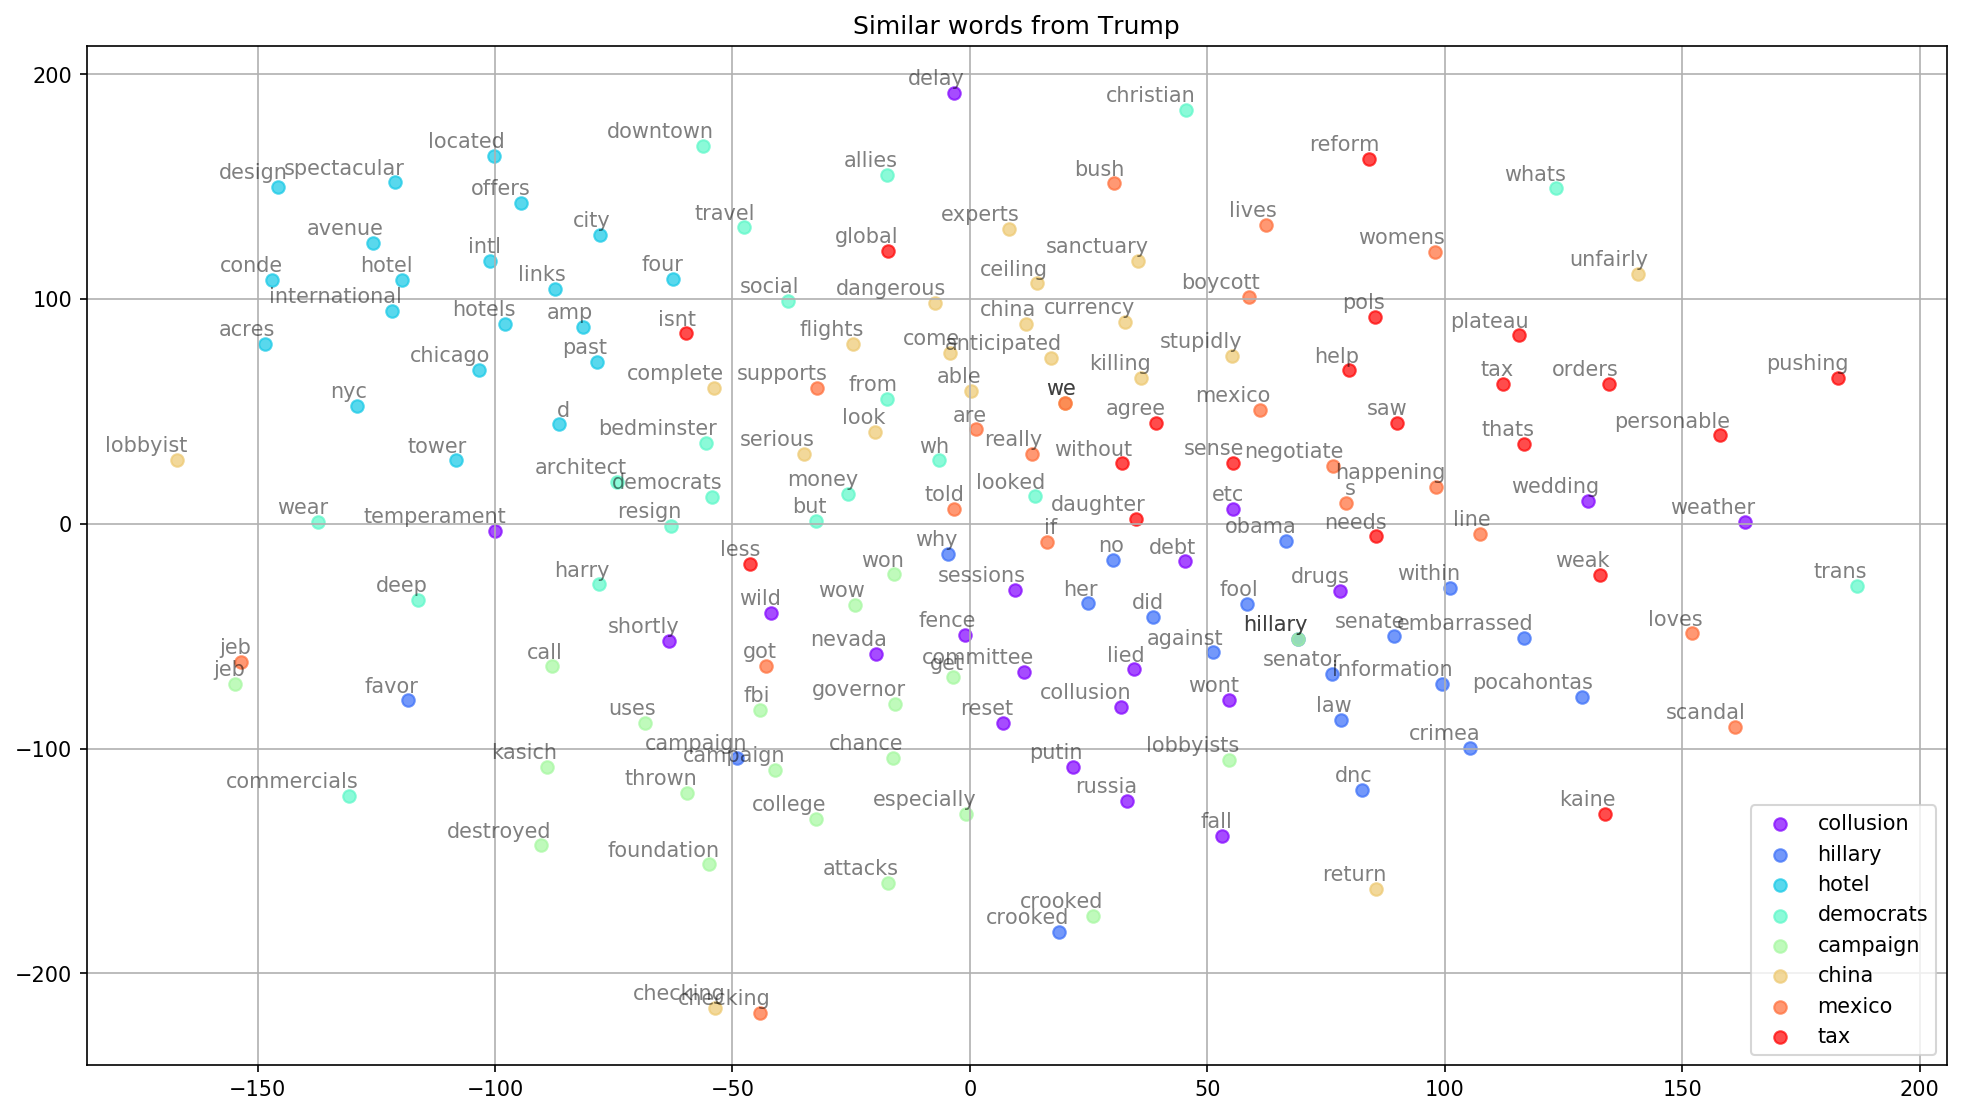 Similar words from Trump
200
delay
christian
downtown
located
reform
allies
design
spectacular
bush
whats
offers
travel
experts
lives
avenue
city
global
womens
intl
sanctuary
conde
hotel
links
four
ceiling
unfairly
100
international
social
dangerous
boycott
hotels
amp
isnt
china
currency
pols
acres
flights
come
anticipated
stupidly
plateau
chicago
past
killing
help
complete
supports
from
able
tax
orders
pushing
nyc
we
mexico
d
look
are
agree
saw
bedminster
personable
lobbyist
tower
serious
wh
really
without
sense
negotiate
thats
architect
democrats
money
looked
happening
told
etc
s
wedding
0
wear
temperament
resign
but
daughter
obama
needs
line
weather
less
why
if
no
debt
deep
harry
won
sessions
drugs
within
weak
trans
wild
wow
her
fool
shortly
fence
did
hillary
senate
embarrassed
loves
jeb
jeb
call
got
nevada
get
committee
lied
against
senator
information
favor
fbi
governor
collusion
wont
pocahontas
uses
reset
law
scandal
−100
kasich
campaign
campaign
chance
putin
lobbyists
crimea
commercials
thrown
russia
dnc
college
especially
kaine
destroyed
fall
foundation
attacks
return
crooked
crooked
−200
checking
checking
collusion
hillary
hotel
democrats
campaign
china
mexico
tax
−150 −100 −50 0 50 100 150 200